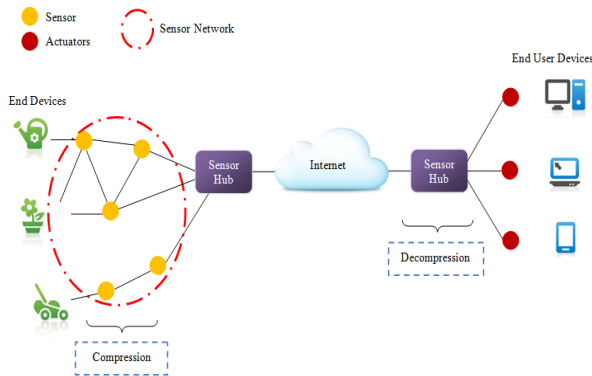 Sensor
Actuators
Sensor Network
End User Devices
End Devices
Sensor
Hub
Internet
Sensor
Hub
Decompression
Compression